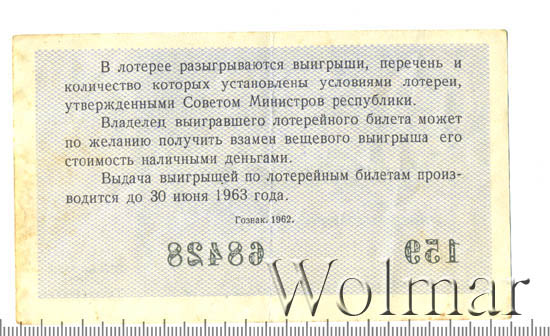 В лотерее разыгрываются выигрыши, перечень и
количество которых установлены условиями лотереи,
утвержденными Советом Министров республики.
Владелец выигравшего лотерейного билета может
по желанию получить взамен вещевого выигрыша его
стоимость наличными деньгами.
Выдача выигрышей по лотерейным билетам произ-
водится до 30 июня 1963 года.
Гознак. 1962.
159 68428
Wolmar